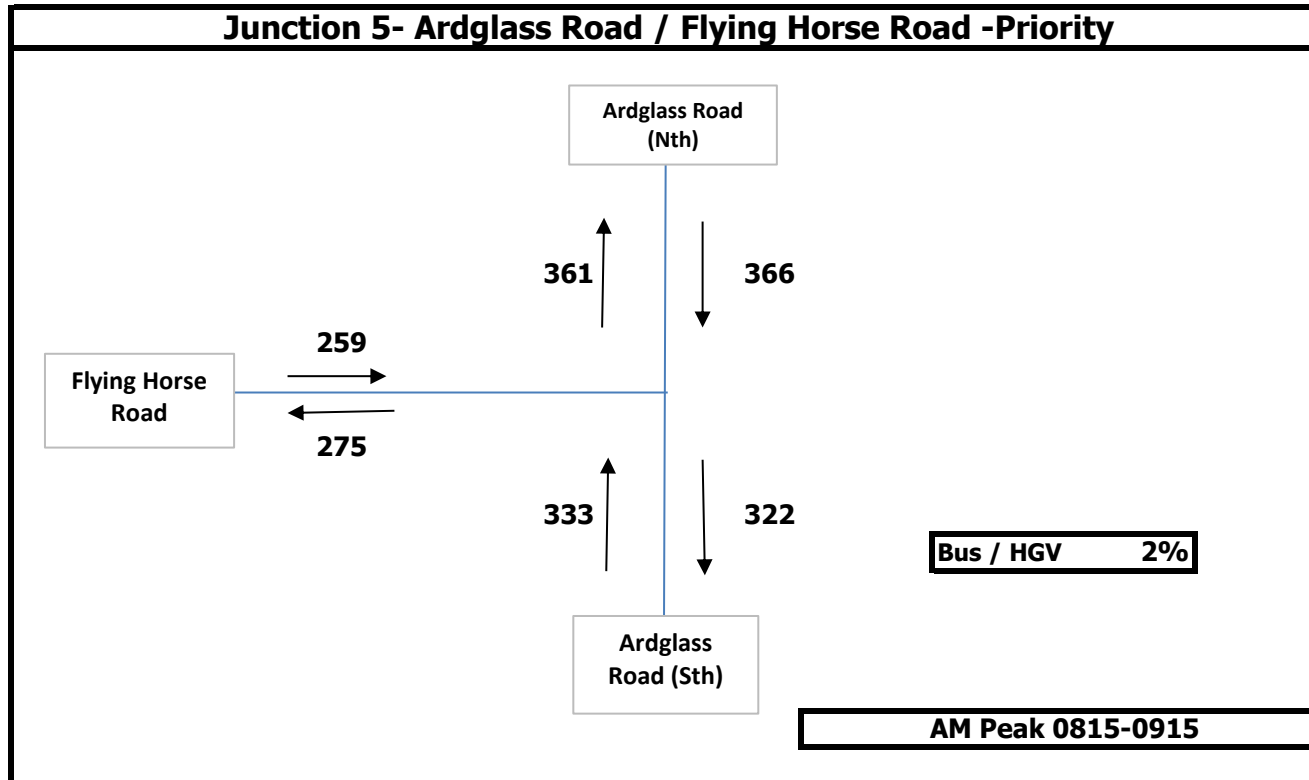 Junction 5- Ardglass Road / Flying Horse Road -Priority
Ardglass Road
(Nth)
361
366
259
Flying Horse
Road
275
333
322
Bus / HGV 2%
Ardglass
Road (Sth)
AM Peak 0815-0915